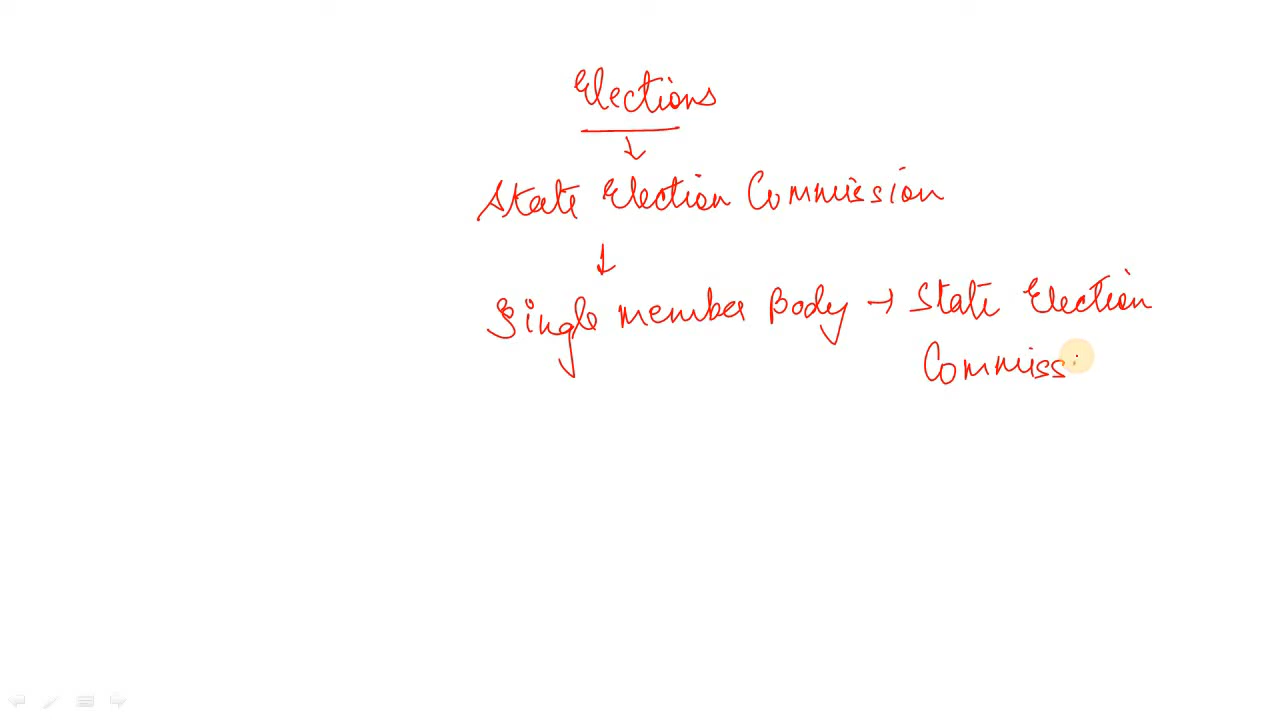 Elections
↓
State Election Commission
↓
Single member Body → State Election
Commiss